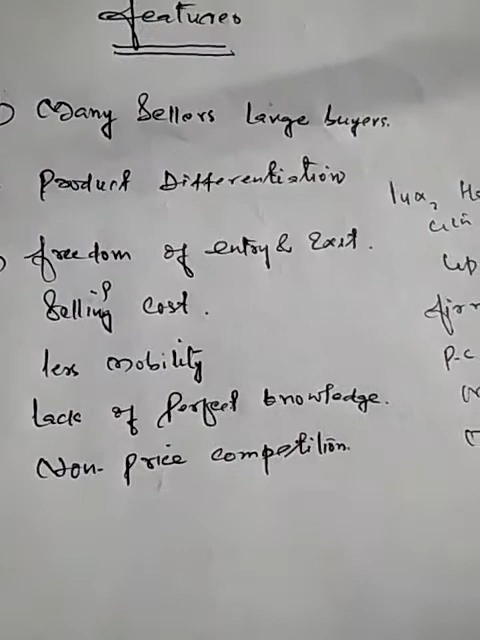 features
Many Sellers Large buyers.
Product Differentiation
lux,
freedom of entry & Exit.
Selling cost.
less mobility
P-C
Lack of Perfect knowledge.
Non-price competition.